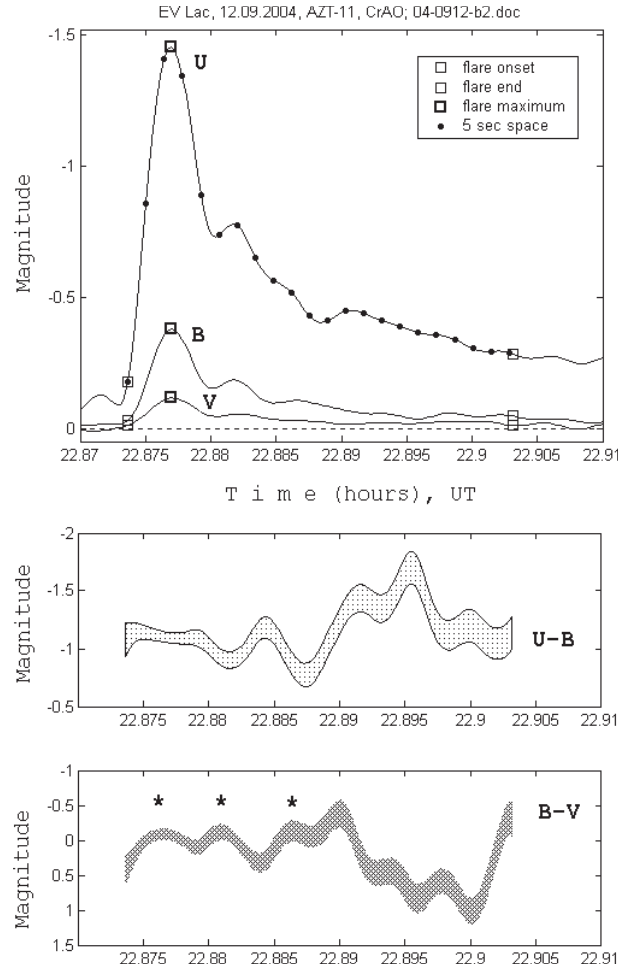 EV Lac, 12.09.2004, AZT-11, CrAO; 04-0912-b2.doc
-1.5
-1
-0.5
0
Magnitude
U
B
V
flare onset
flare end
flare maximum
5 sec space
22.87 22.875 22.88 22.885 22.89 22.895 22.9 22.905 22.91
T i m e (hours), UT
-2
-1.5
-1
-0.5
Magnitude
U-B
22.875 22.88 22.885 22.89 22.895 22.9 22.905 22.91
-1
-0.5
0
0.5
1
1.5
Magnitude
* * *
B-V
22.875 22.88 22.885 22.89 22.895 22.9 22.905 22.91